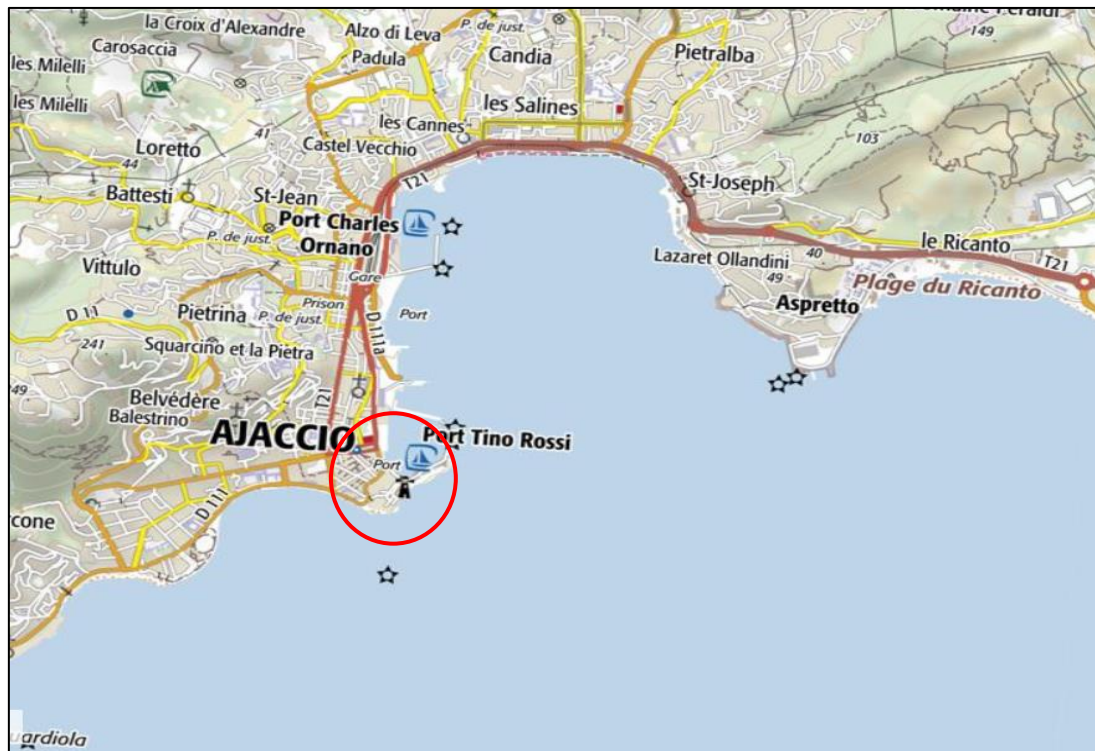 la Croix d'Alexandre
Alzo di Leva
P. de just.
149
Carosaccia
Padula
Candia
Pietralba
les Milelli
les Milelli
les Salines
les Cannes
41
Loretto
Castel Vecchio
103
44
T21
St-Joseph
Battesti
St-Jean
Port Charles
Ornano
P. de just.
le Ricanto
Lazaret Ollandini
40
T21
Vittulo
Gare
49
Plage du Ricanto
Prison
Aspretto
D 11
Pietrina
P. de just.
Port
D 111a
241
Squarcino et la Pietra
49
T21
Belvédère
Balestrino
AJACCIO
Port Tino Rossi
Port
D 111